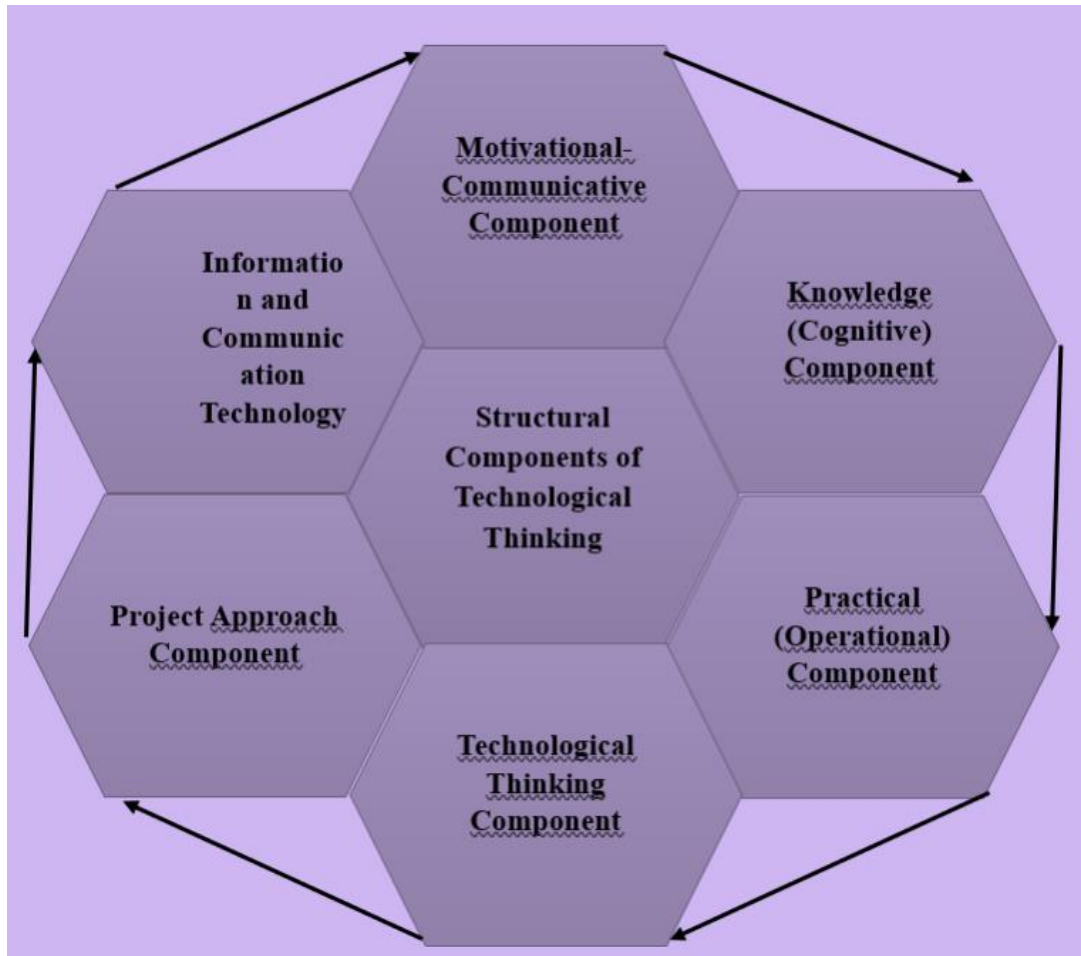 Motivational-
Communicative
Component
Informatio
n and
Communic
ation
Technology
Knowledge
(Cognitive)
Component
Structural
Components of
Technological
Thinking
Project Approach
Component
Practical
(Operational)
Component
Technological
Thinking
Component